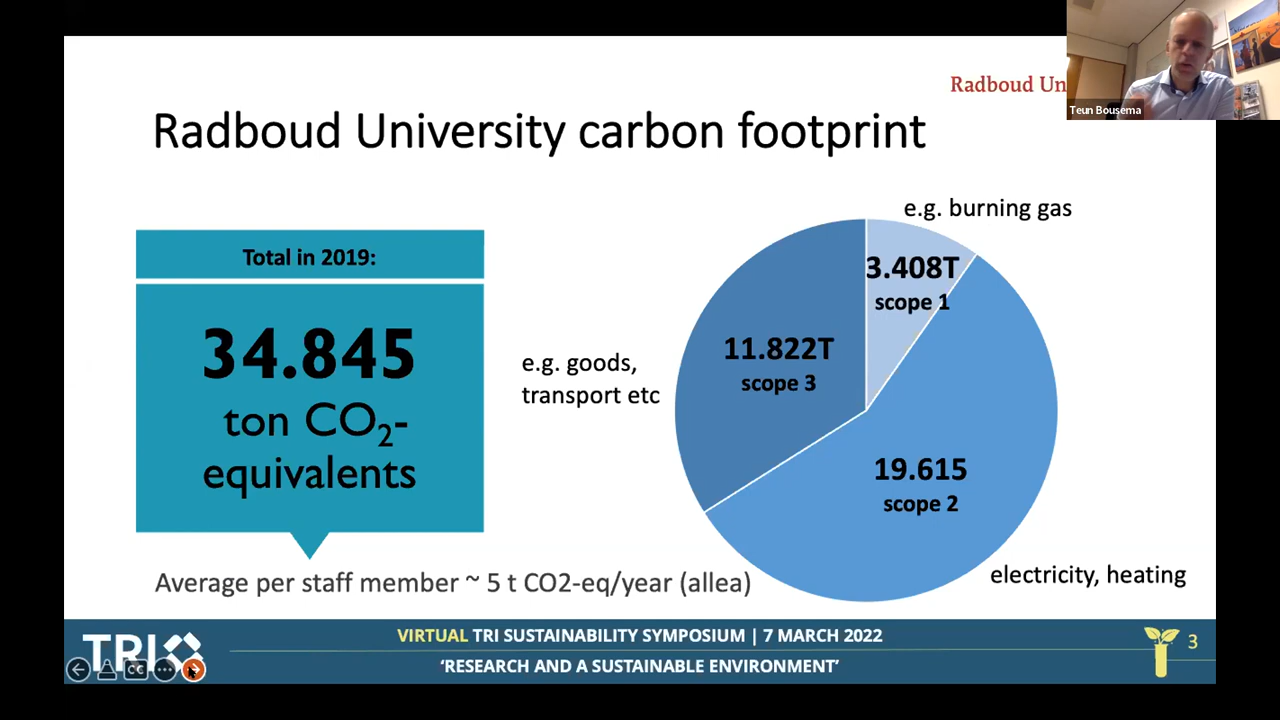 Radboud Un
Teun Bousema
Radboud University carbon footprint
e.g. burning gas
Total in 2019:
3.408T
scope 1
34.845
ton CO₂-
equivalents
e.g. goods,
transport etc
11.822T
scope 3
19.615
scope 2
electricity, heating
Average per staff member ~ 5 t CO2-eq/year (allea)
TRI
VIRTUAL TRI SUSTAINABILITY SYMPOSIUM | 7 MARCH 2022
‘RESEARCH AND A SUSTAINABLE ENVIRONMENT’
3
CC